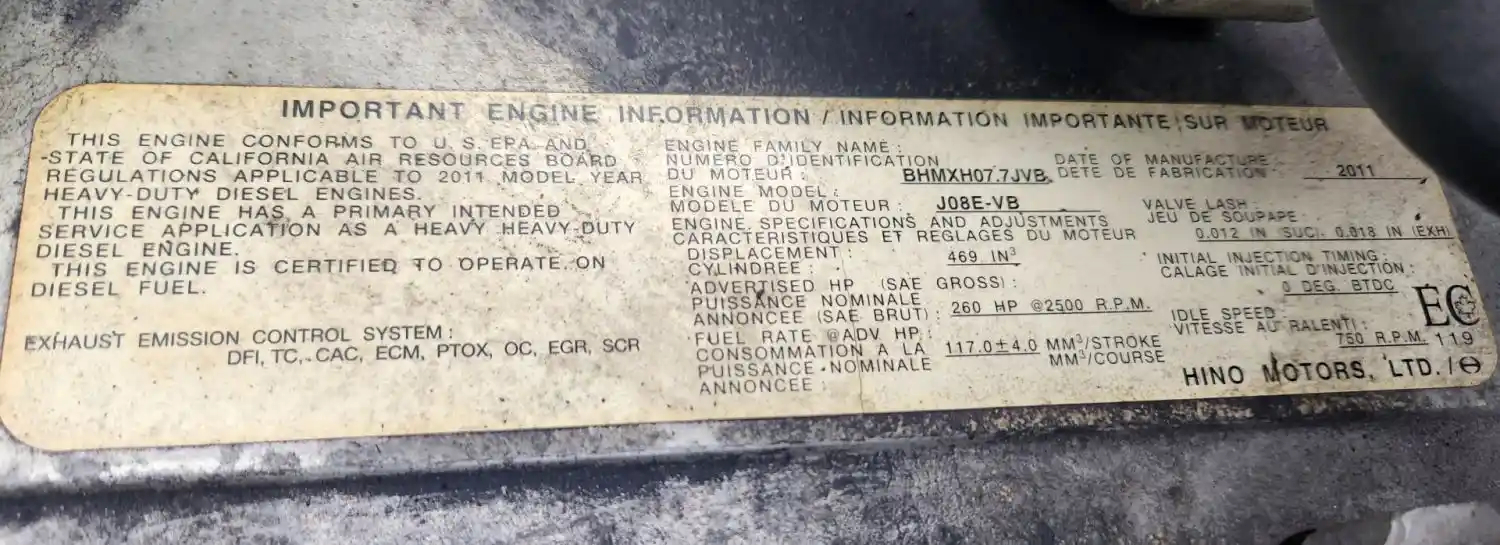 IMPORTANT ENGINE INFORMATION / INFORMATION IMPORTANTE SUR MOTEUR
THIS ENGINE CONFORMS TO U.S. EPA AND
STATE OF CALIFORNIA AIR RESOURCES BOARD
REGULATIONS APPLICABLE TO 2011 MODEL YEAR
HEAVY-DUTY DIESEL ENGINES.
THIS ENGINE HAS A PRIMARY INTENDED
SERVICE APPLICATION AS A HEAVY HEAVY-DUTY
DIESEL ENGINE.
THIS ENGINE IS CERTIFIED TO OPERATE ON
DIESEL FUEL.
EXHAUST EMISSION CONTROL SYSTEM:
DFI, TC, CAC, ECM, PTOX, OC, EGR, SCR
ENGINE FAMILY NAME:
NUMERO D'IDENTIFICATION
DU MOTEUR: BHMXH07.7JVB
ENGINE MODEL:
MODELE DU MOTEUR: J08E-VB
ENGINE SPECIFICATIONS AND ADJUSTMENTS
CARACTERISTIQUES ET REGLAGES DU MOTEUR
DISPLACEMENT:
CYLINDREE: 469 IN³
ADVERTISED HP (SAE GROSS):
PUISSANCE NOMINALE
ANNONCEE (SAE BRUT): 260 HP @2500 R.P.M.
FUEL RATE @ADV HP:
CONSOMMATION A LA
PUISSANCE NOMINALE
ANNONCEE:
117.0±4.0 MM³/STROKE
MM³/COURSE
DATE OF MANUFACTURE:
DETE DE FABRICATION: 2011
VALVE LASH:
JEU DE SOUPAPE:
0.012 IN (SUC). 0.018 IN (EXH)
INITIAL INJECTION TIMING:
CALAGE INITIAL D'INJECTION:
0 DEG. BTDC
IDLE SPEED:
VITESSE AU RALENTI:
750 R.P.M.
EC
119
HINO MOTORS, LTD. /